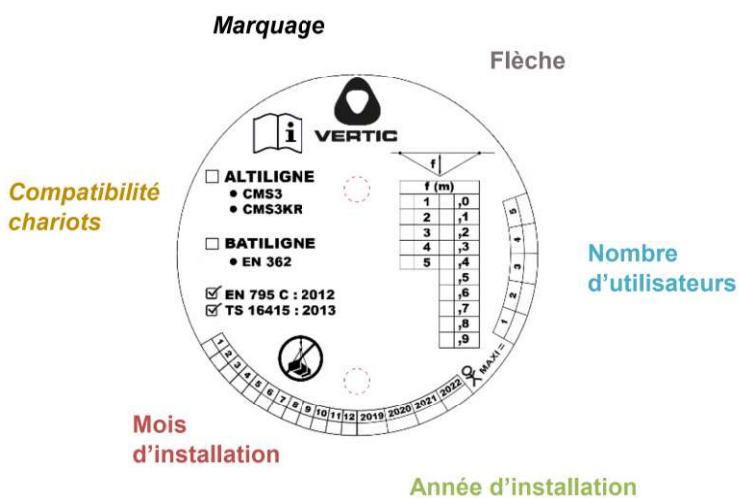 Marquage
Flèche
VERTIC
Compatibilité
chariots
ALTILIGNE
• CMS3
• CMS3KR
BATILIGNE
• EN 362
EN 795 C : 2012
TS 16415 : 2013
f
f (m)
1 ,0
2 ,1
3 ,2
4 ,3
5 ,4
,5
,6
,7
,8
,9
Nombre
d'utilisateurs
MAXI = 1 2 3 4 5
1 2 3 4 5 6 7 8 9 10 11 12 2019 2020 2021 2022
Mois
d'installation
Année d'installation